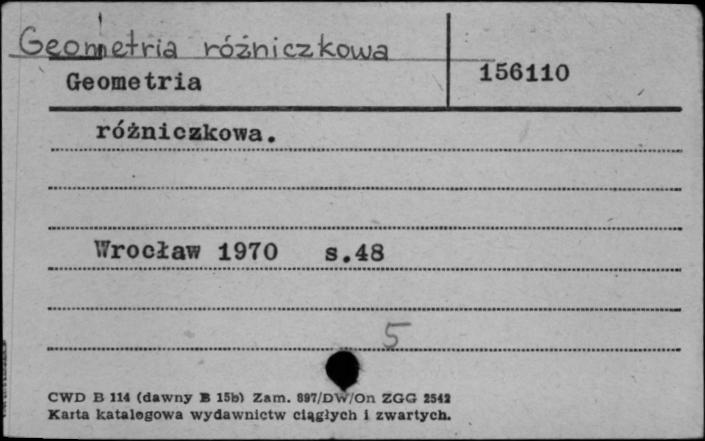 Geometria różniczkowa
Geometria
156110
różniczkowa.
Wrocław 1970 s.48
5
CWD B 114 (dawny B 15b) Zam. 897/DW/On ZGG 2542
Karta katalogowa wydawnictw ciągłych i zwartych.